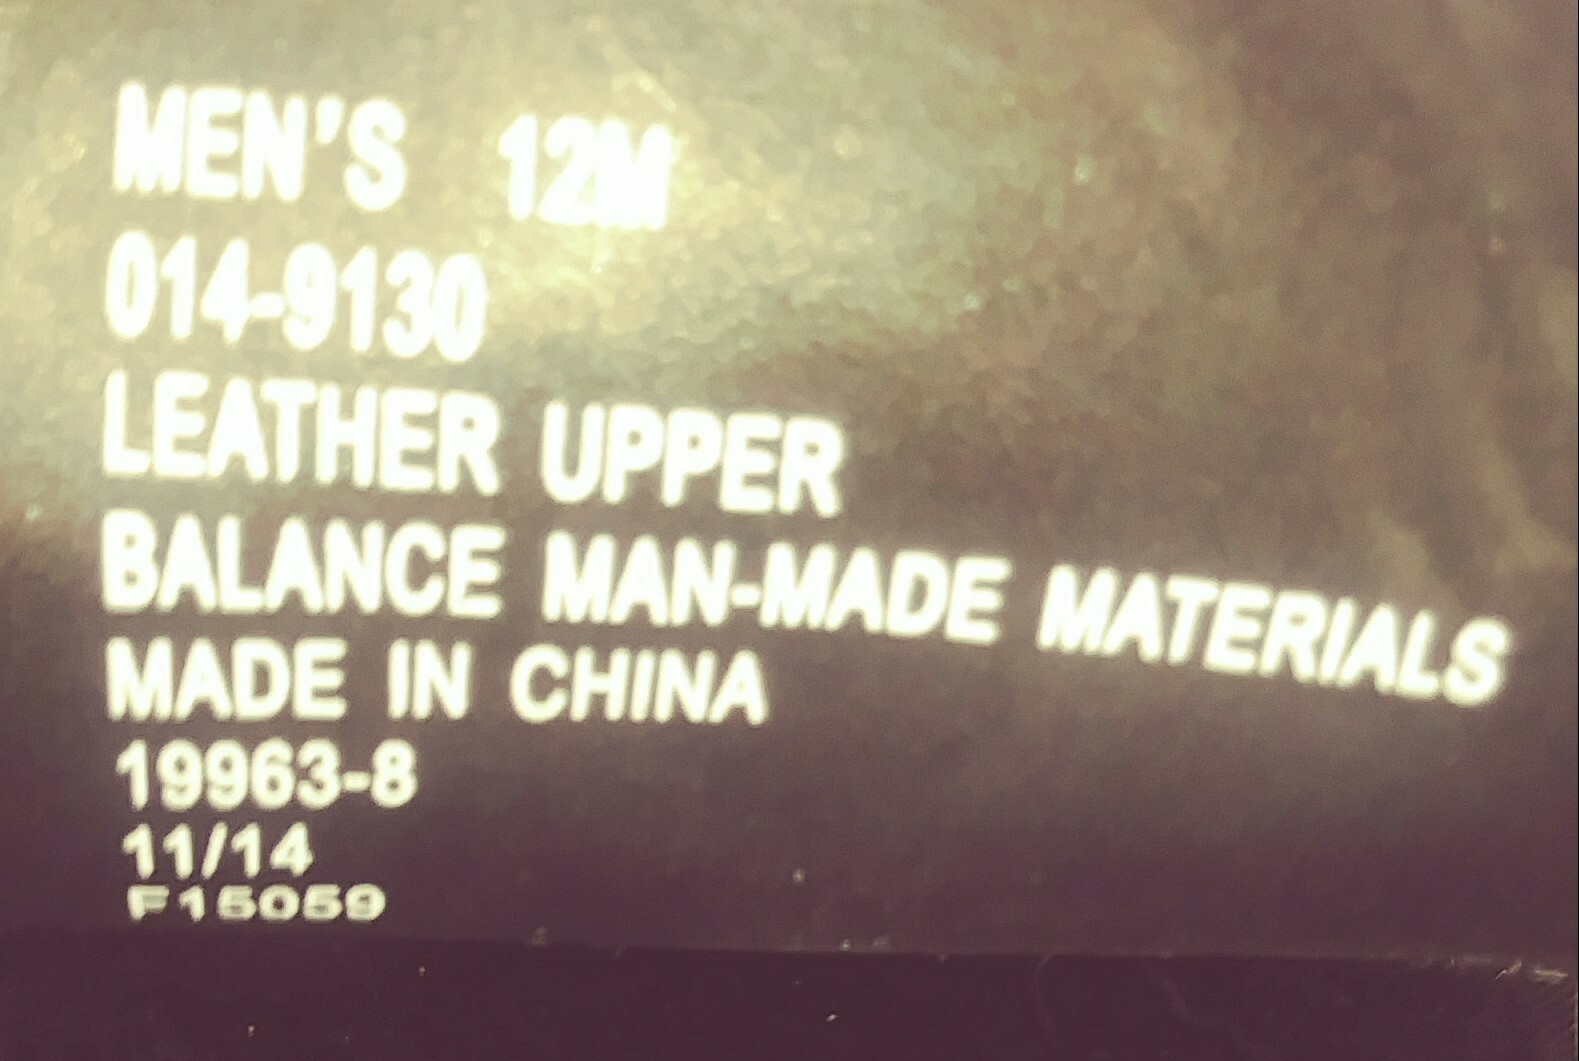 MEN'S 12M
014-9130
LEATHER UPPER
BALANCE MAN-MADE MATERIALS
MADE IN CHINA
19963-8
11/14
F15059